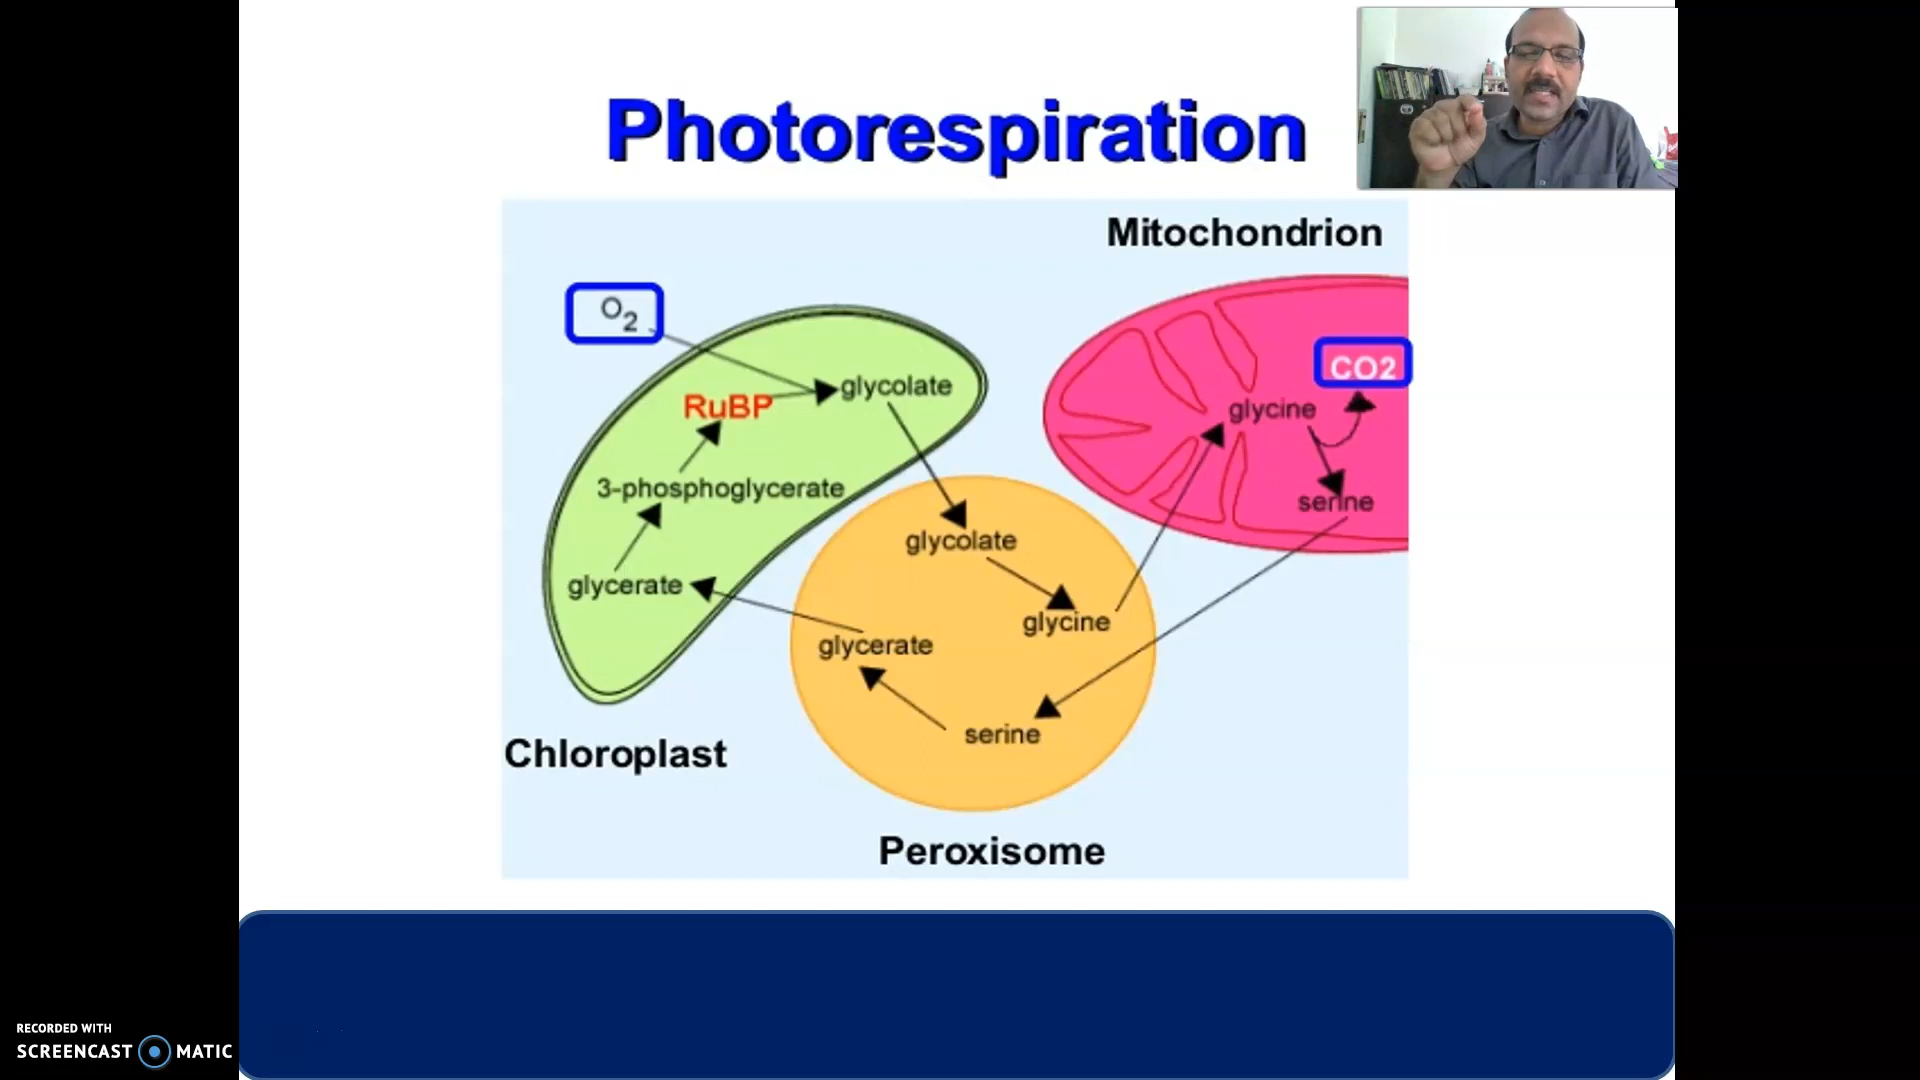 Photorespiration
Mitochondrion
O2
CO2
glycolate
RuBP
glycine
3-phosphoglycerate
serine
glycolate
glycerate
glycine
glycerate
serine
Chloroplast
Peroxisome
RECORDED WITH
SCREENCAST MATIC